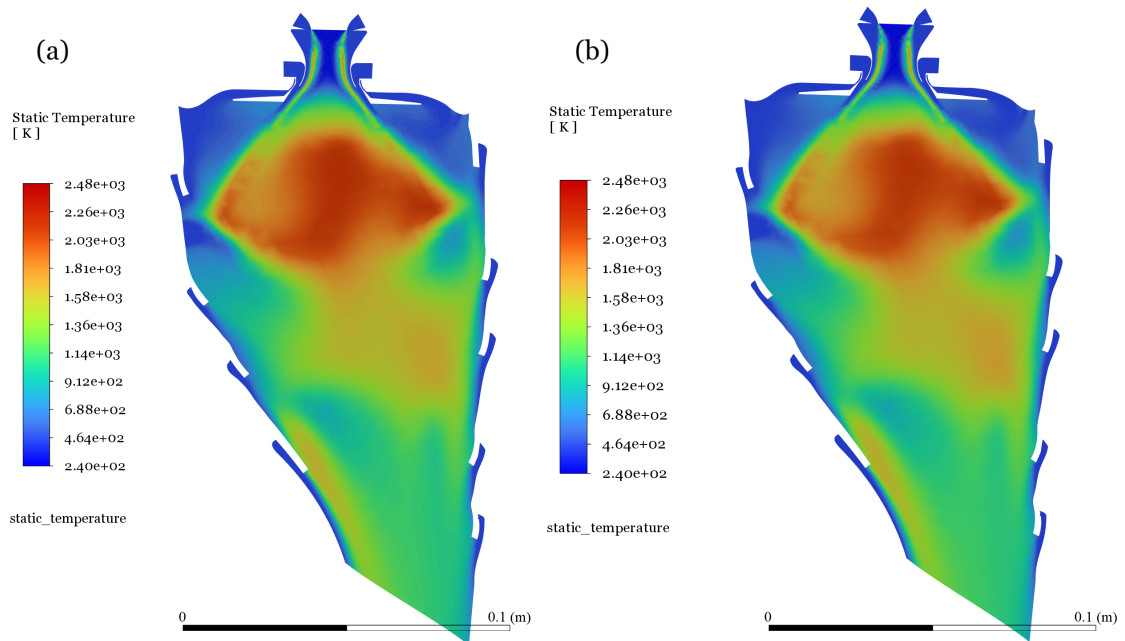 (a)
Static Temperature
[ K ]
2.48e+03
2.26e+03
2.03e+03
1.81e+03
1.58e+03
1.36e+03
1.14e+03
9.12e+02
6.88e+02
4.64e+02
2.40e+02
static_temperature
0
0.1 (m)
(b)
Static Temperature
[ K ]
2.48e+03
2.26e+03
2.03e+03
1.81e+03
1.58e+03
1.36e+03
1.14e+03
9.12e+02
6.88e+02
4.64e+02
2.40e+02
static_temperature
0
0.1 (m)